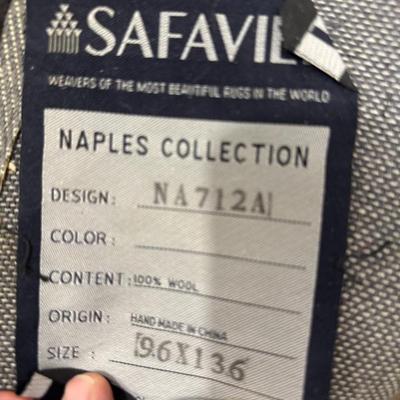 SAFAVIE
WEAVERS OF THE MOST BEAUTIFUL RUGS IN THE WORLD
NAPLES COLLECTION
DESIGN: NA712A
COLOR:
CONTENT: 100% WOOL
ORIGIN: HAND MADE IN CHINA
SIZE: 96X136